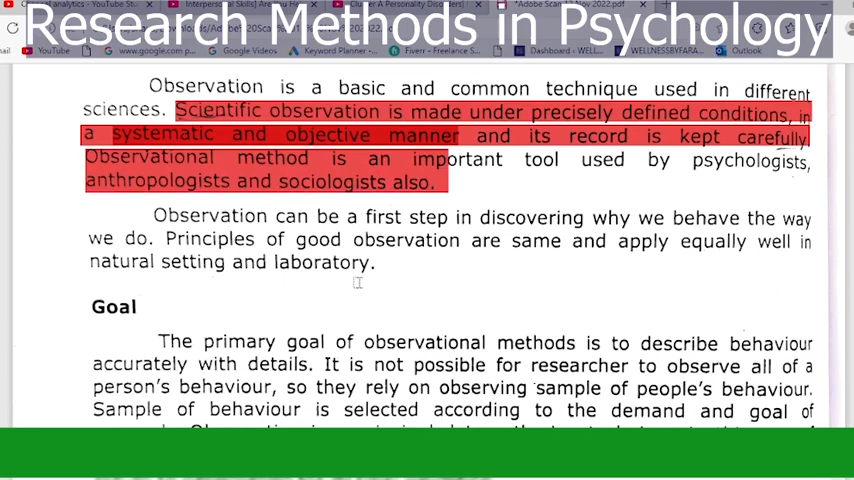 Research Methods in Psychology
YouTube
www.google.com.p
Google Videos
Keyword Planner -
Fiverr - Freelance S
Dashboard ‹ WELL
WELLNESSBYFARA
Outlook
Observation is a basic and common technique used in different
sciences. Scientific observation is made under precisely defined conditions, in
a systematic and objective manner and its record is kept carefully.
Observational method is an important tool used by psychologists,
anthropologists and sociologists also.
Observation can be a first step in discovering why we behave the way
we do. Principles of good observation are same and apply equally well in
natural setting and laboratory.
Goal
The primary goal of observational methods is to describe behaviour
accurately with details. It is not possible for researcher to observe all of a
person's behaviour, so they rely on observing sample of people's behaviour.
Sample of behaviour is selected according to the demand and goal of